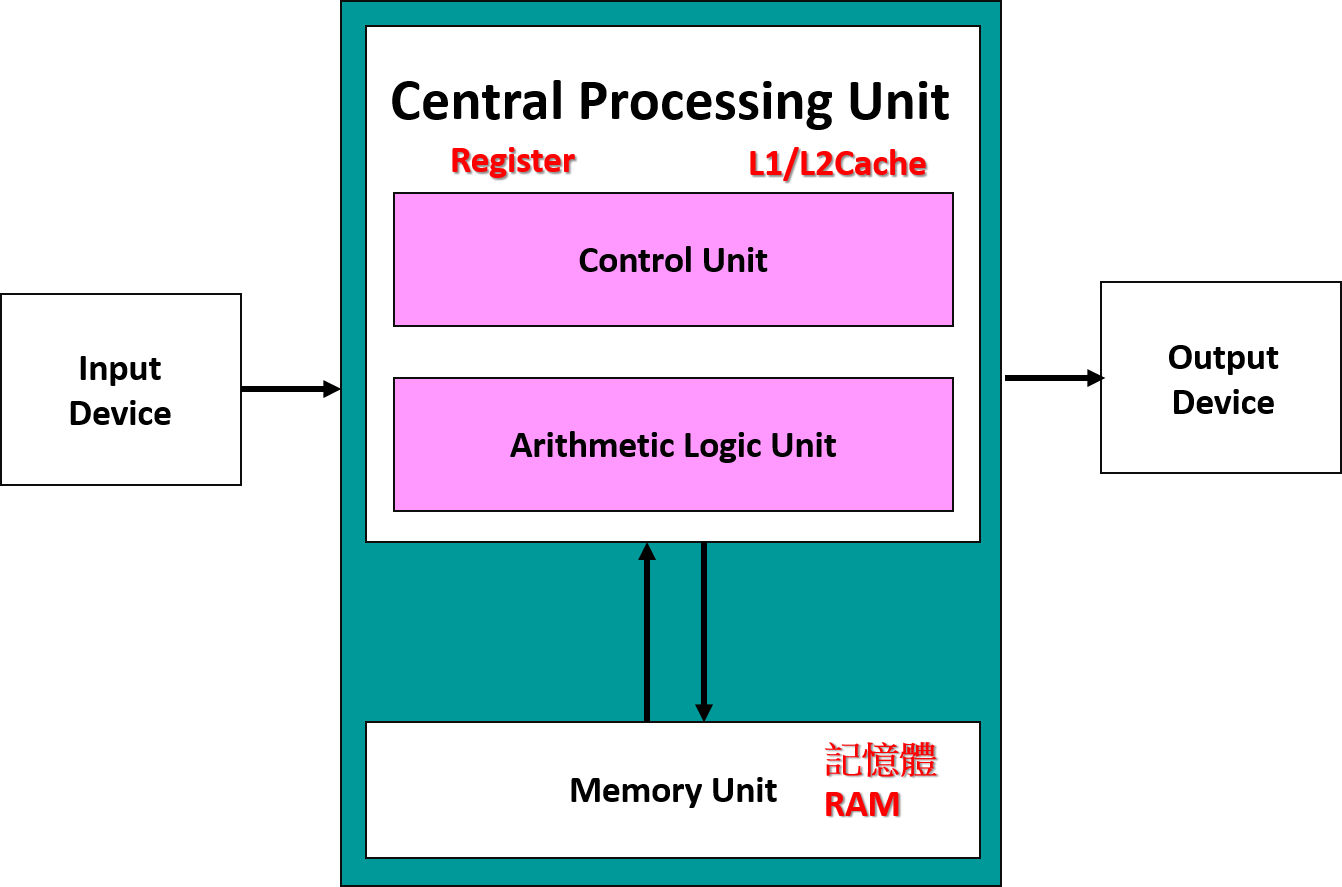 Central Processing Unit
Register
L1/L2Cache
Control Unit
Input
Device
Arithmetic Logic Unit
Output
Device
Memory Unit
記憶體
RAM